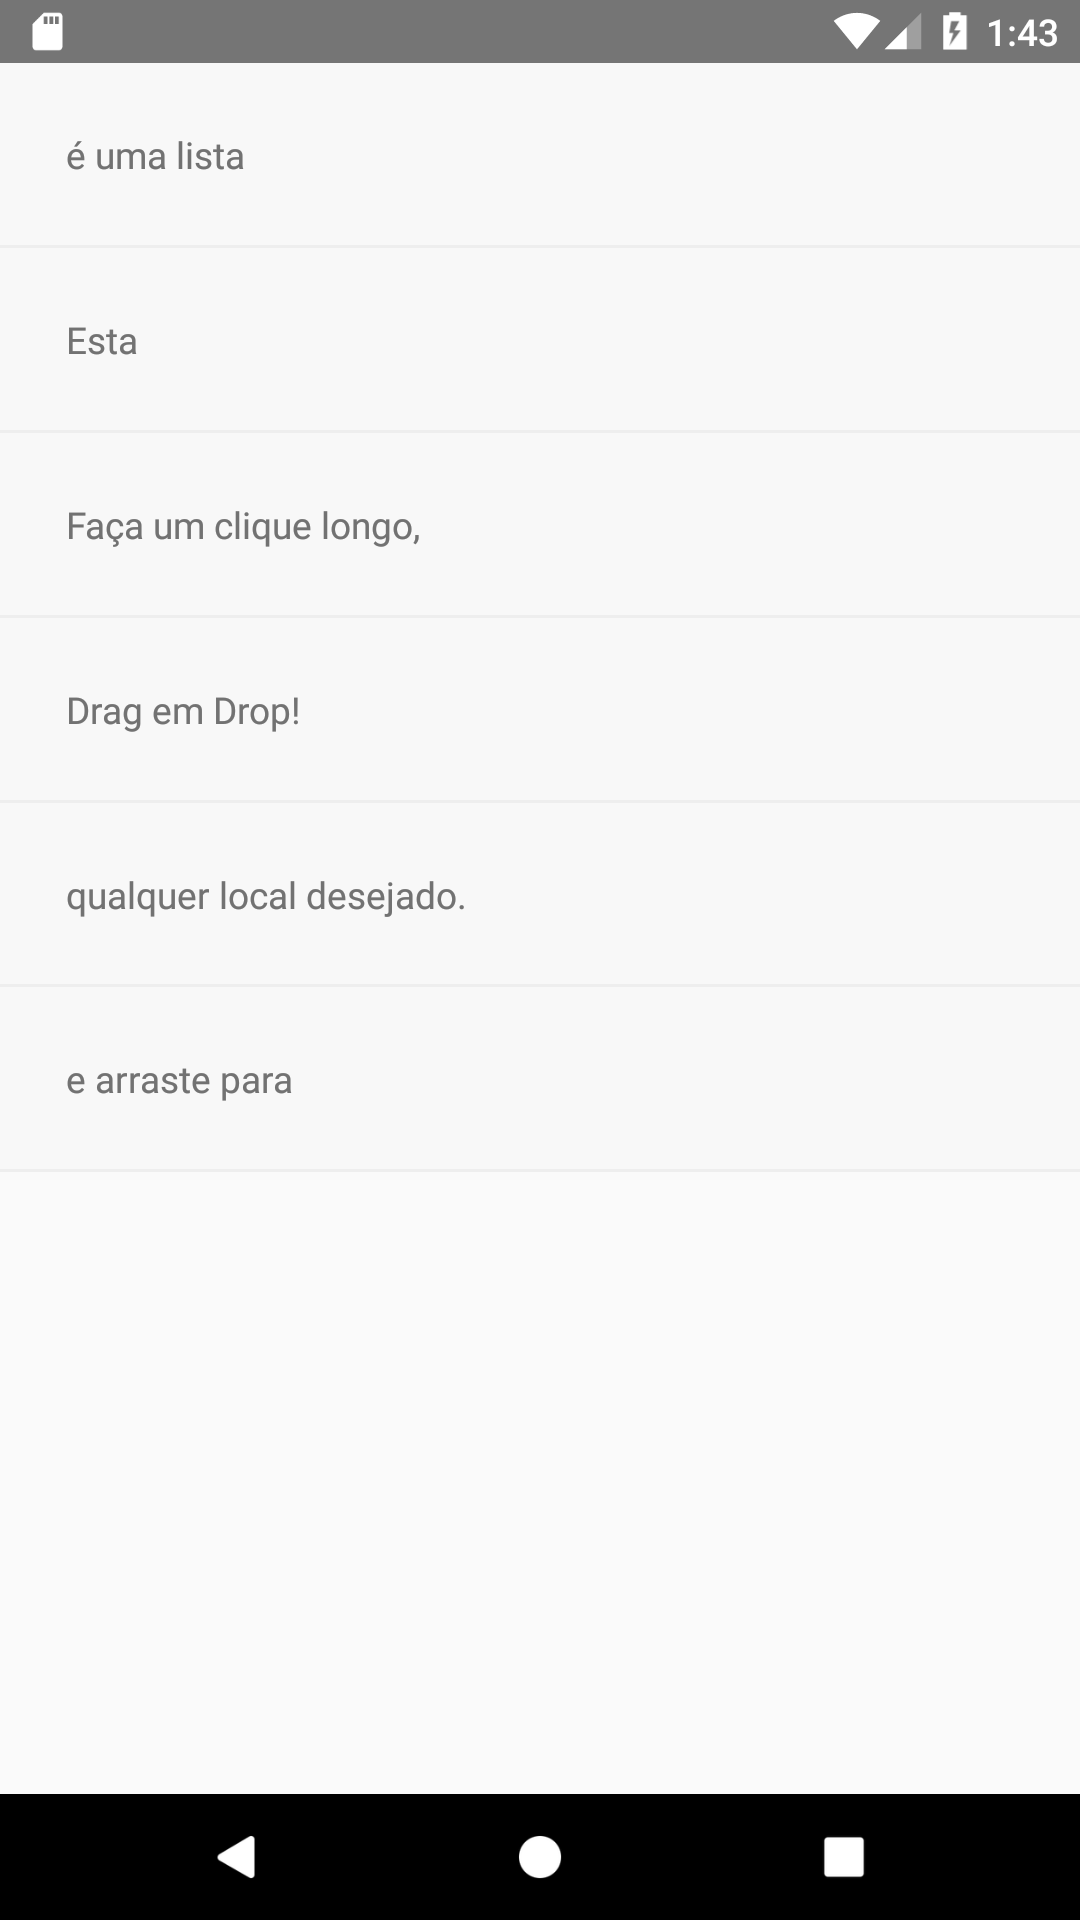 1:43
é uma lista
Esta
Faça um clique longo,
Drag em Drop!
qualquer local desejado.
e arraste para